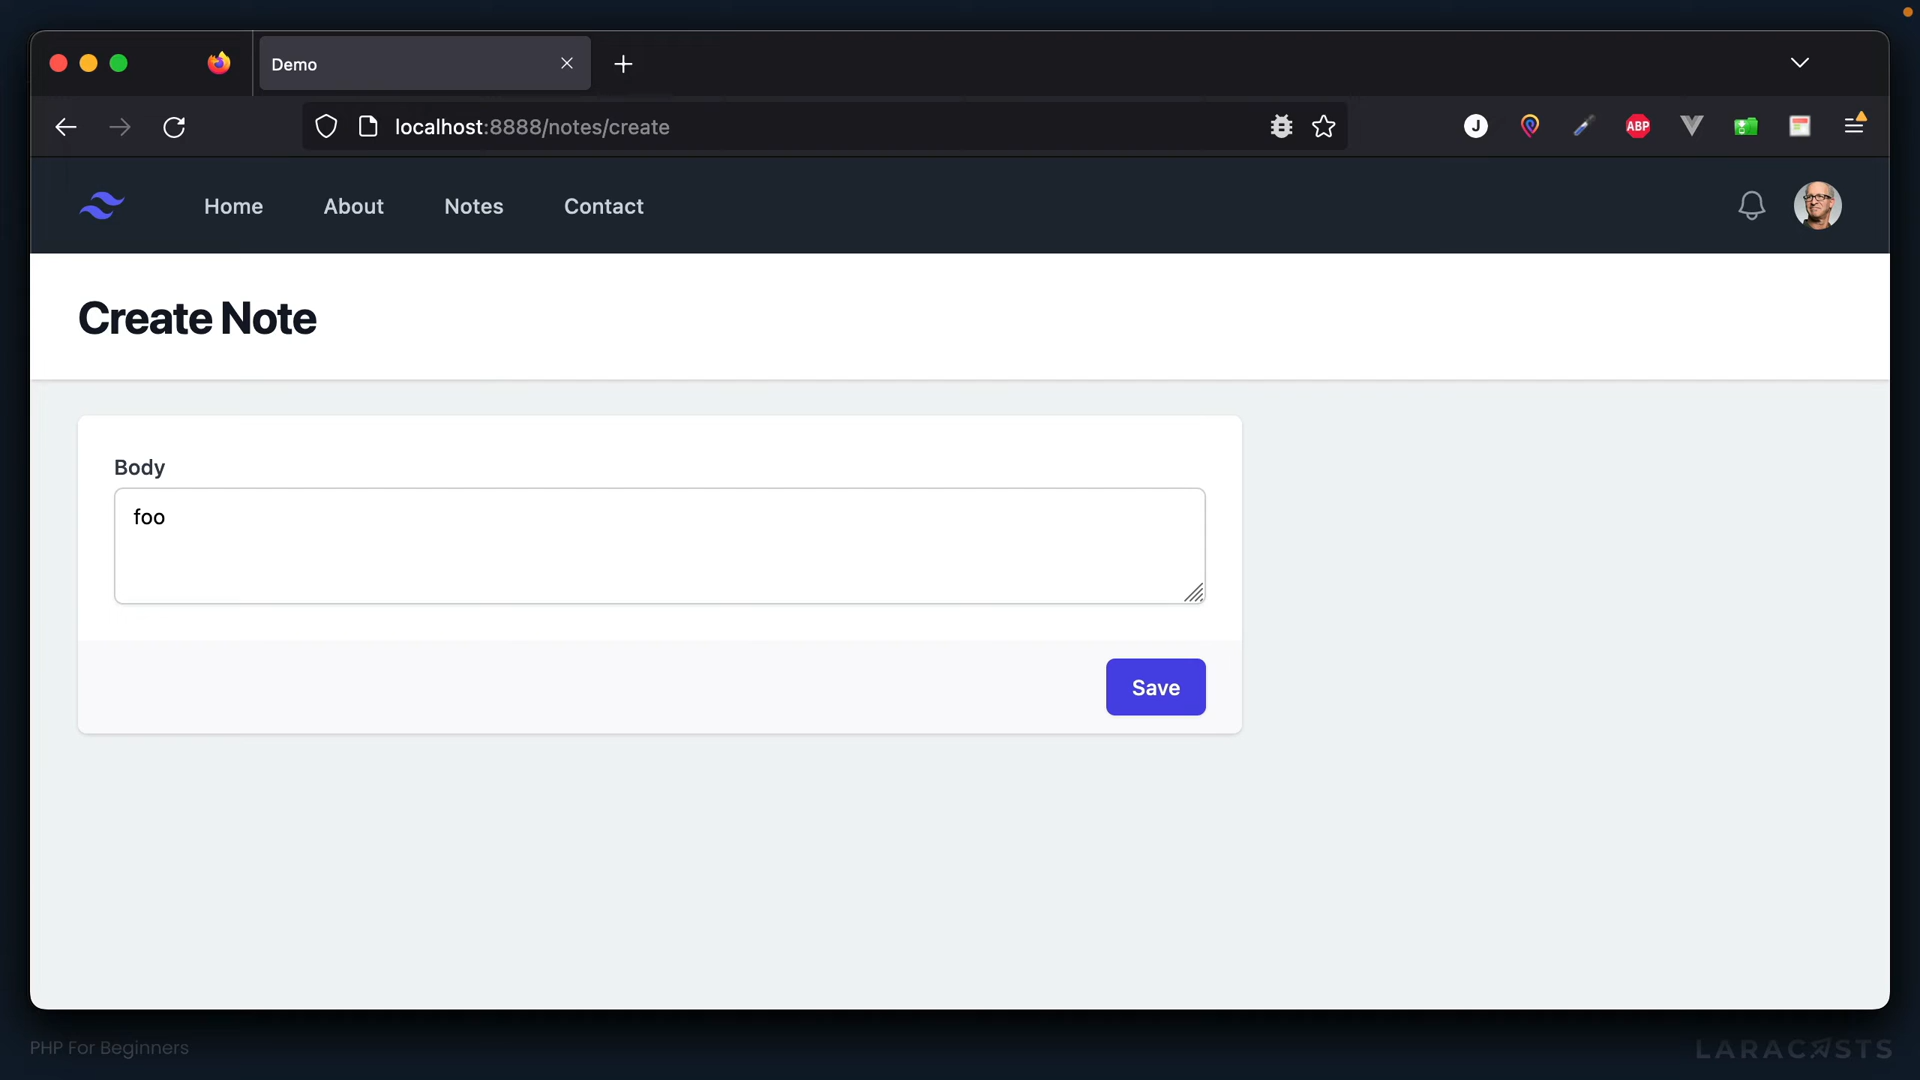 Demo
localhost:8888/notes/create
J
ABP
Home
About
Notes
Contact
Create Note
Body
foo
Save
PHP For Beginners
LARACASTS